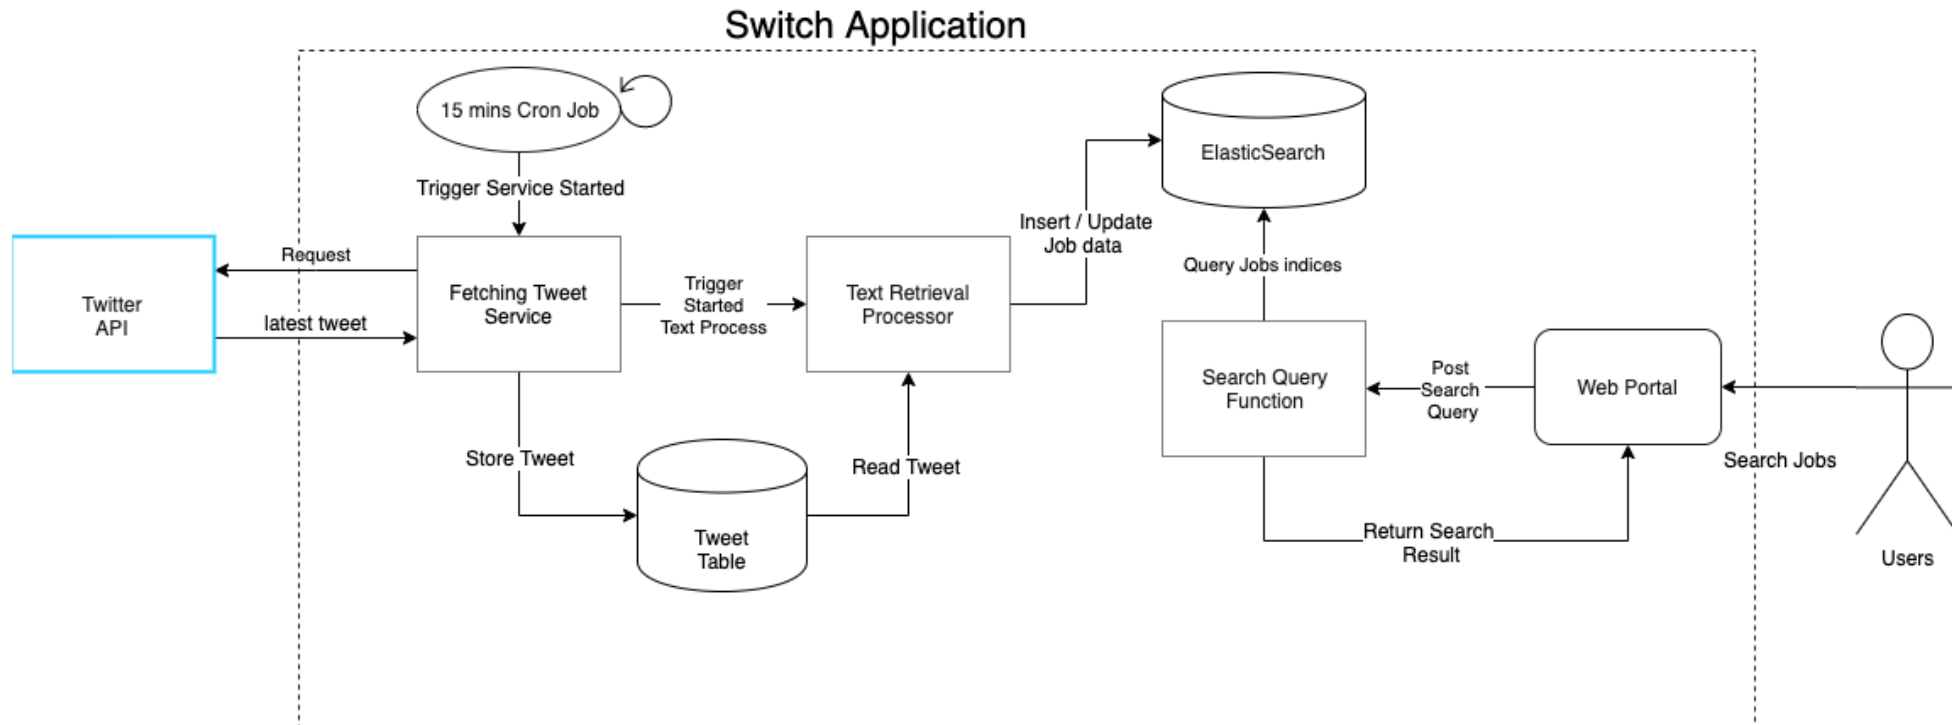 Switch Application
15 mins Cron Job
Trigger Service Started
ElasticSearch
Insert / Update
Job data
Query Jobs indices
Request
latest tweet
Twitter
API
Fetching Tweet
Service
Trigger
Started
Text Process
Text Retrieval
Processor
Search Query
Function
Post
Search
Query
Web Portal
Search Jobs
Users
Store Tweet
Read Tweet
Tweet
Table
Return Search
Result